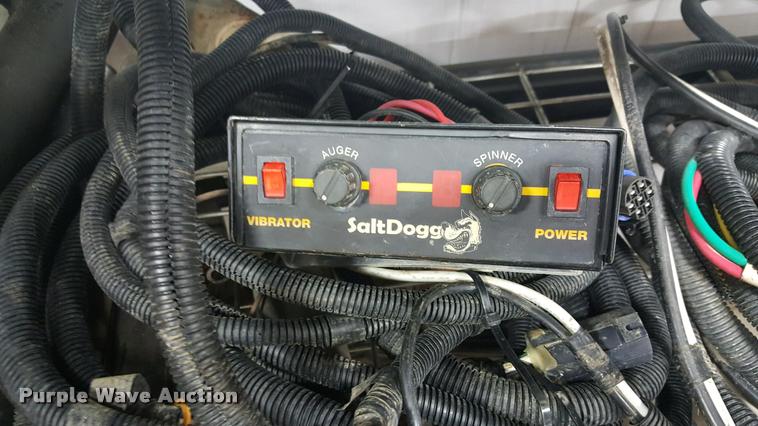 AUGER
SPINNER
VIBRATOR
SaltDogg
®
POWER
Purple Wave Auction